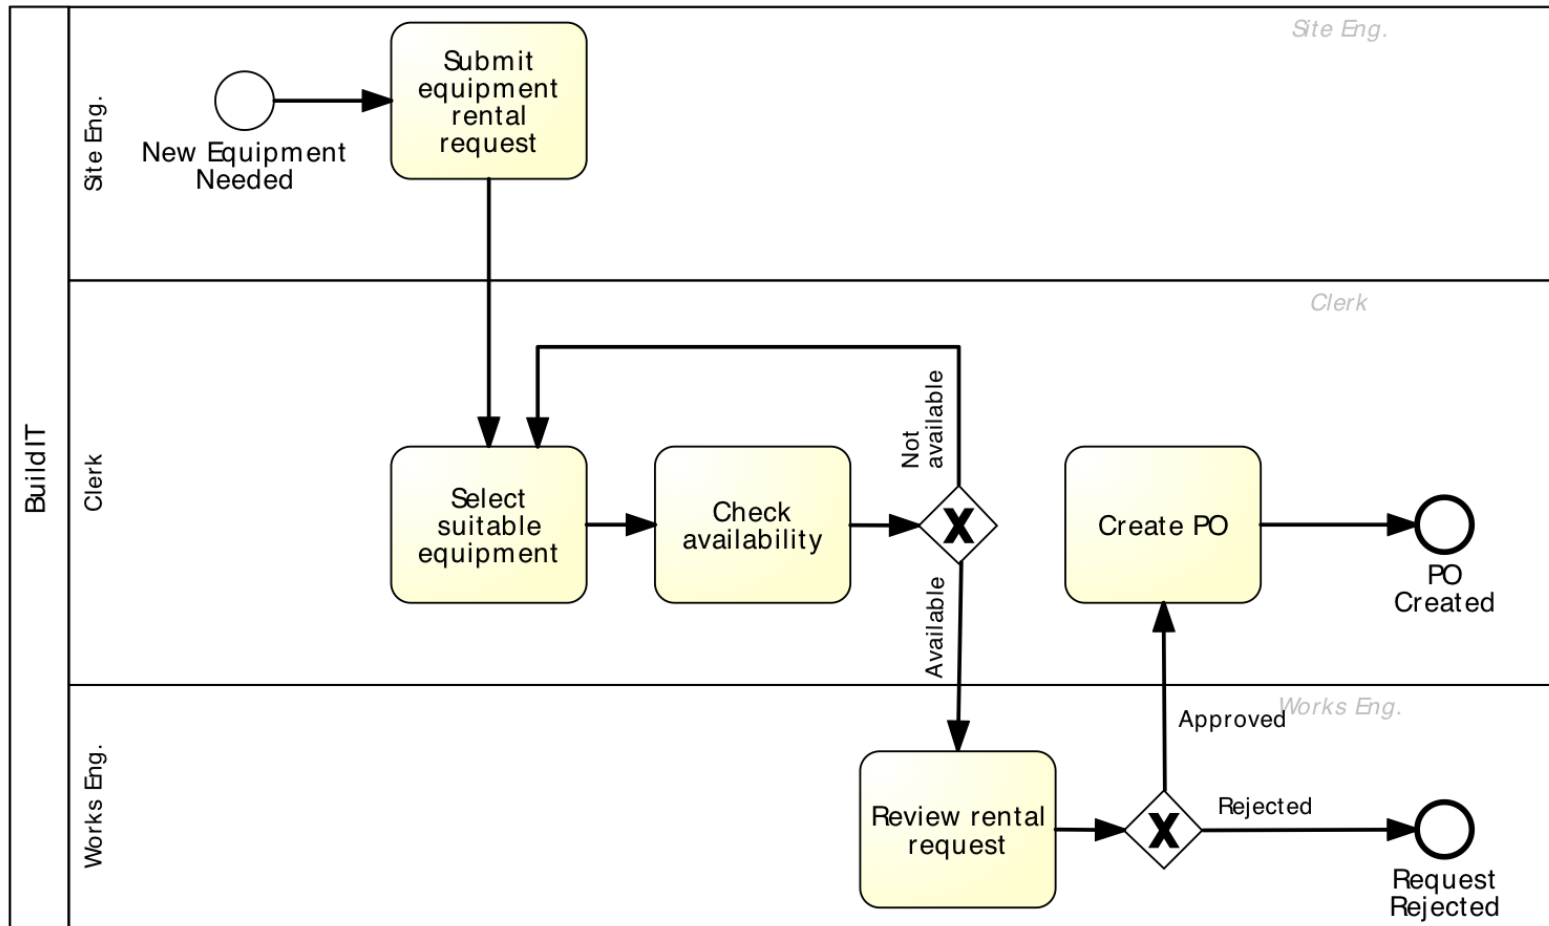 BuildIT
Site Eng.
Site Eng.
New Equipment
Needed
Submit
equipment
rental
request
Clerk
Clerk
Select
suitable
equipment
Check
availability
Not
available
Available
Create PO
PO
Created
Works Eng.
Works Eng.
Review rental
request
Approved
Rejected
Request
Rejected